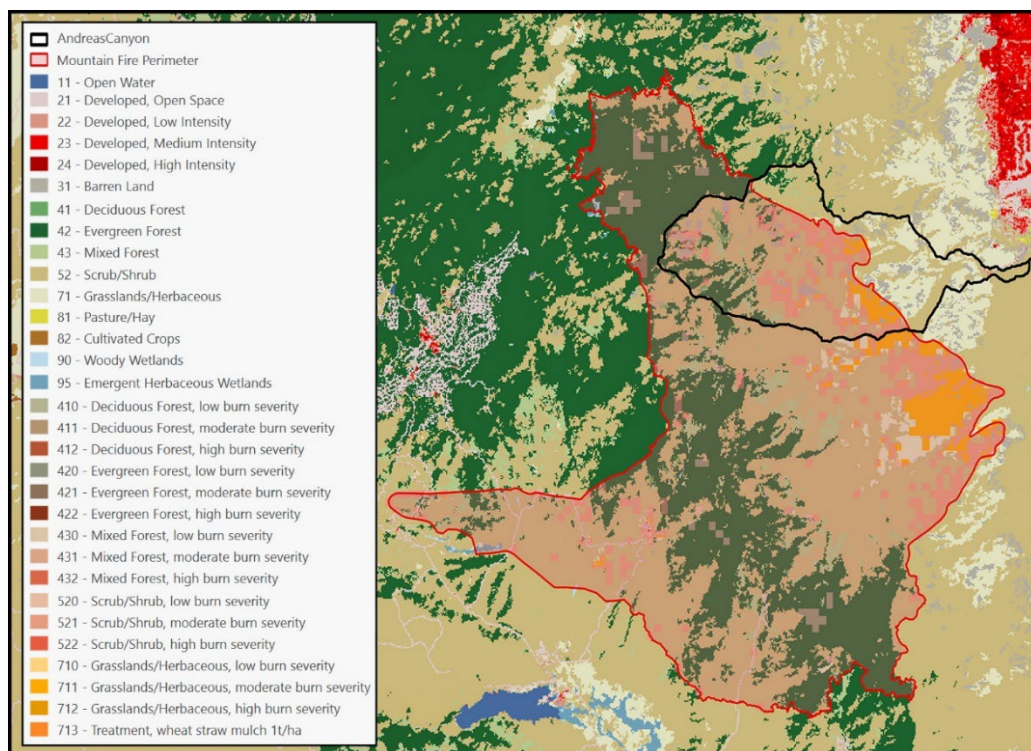 AndreasCanyon
Mountain Fire Perimeter
11 - Open Water
21 - Developed, Open Space
22 - Developed, Low Intensity
23 - Developed, Medium Intensity
24 - Developed, High Intensity
31 - Barren Land
41 - Deciduous Forest
42 - Evergreen Forest
43 - Mixed Forest
52 - Scrub/Shrub
71 - Grasslands/Herbaceous
81 - Pasture/Hay
82 - Cultivated Crops
90 - Woody Wetlands
95 - Emergent Herbaceous Wetlands
410 - Deciduous Forest, low burn severity
411 - Deciduous Forest, moderate burn severity
412 - Deciduous Forest, high burn severity
420 - Evergreen Forest, low burn severity
421 - Evergreen Forest, moderate burn severity
422 - Evergreen Forest, high burn severity
430 - Mixed Forest, low burn severity
431 - Mixed Forest, moderate burn severity
432 - Mixed Forest, high burn severity
520 - Scrub/Shrub, low burn severity
521 - Scrub/Shrub, moderate burn severity
522 - Scrub/Shrub, high burn severity
710 - Grasslands/Herbaceous, low burn severity
711 - Grasslands/Herbaceous, moderate burn severity
712 - Grasslands/Herbaceous, high burn severity
713 - Treatment, wheat straw mulch 1t/ha